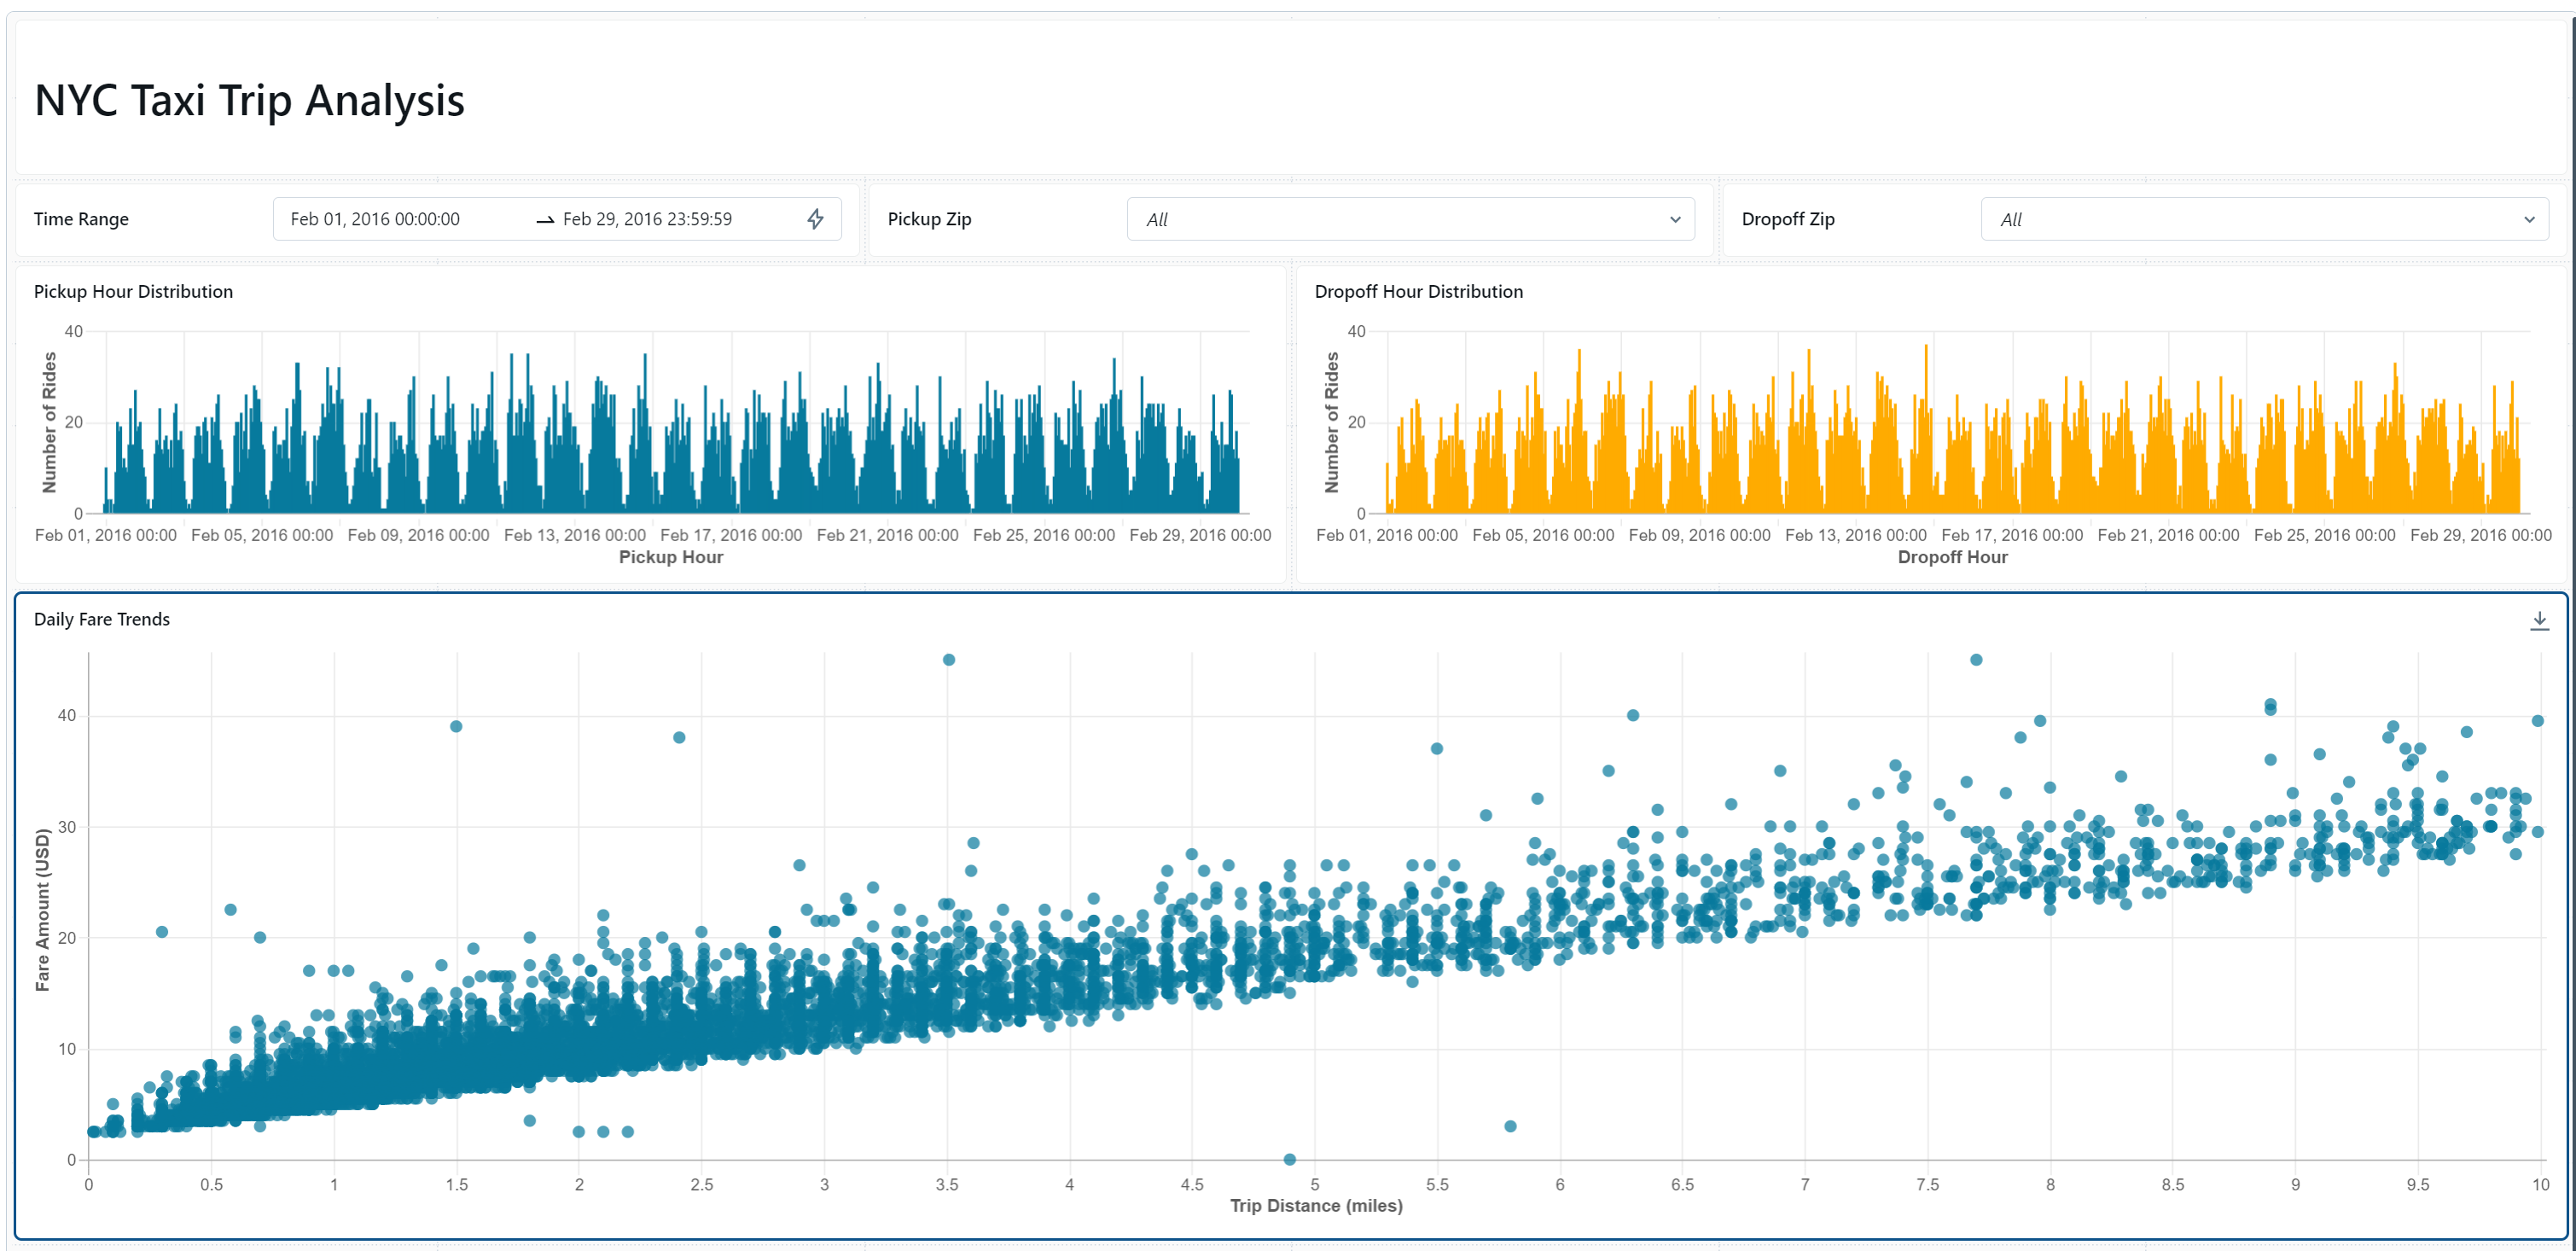 NYC Taxi Trip Analysis
Time Range Feb 01, 2016 00:00:00 → Feb 29, 2016 23:59:59
Pickup Zip All
Dropoff Zip All
Pickup Hour Distribution
Number of Rides
40
20
0
Feb 01, 2016 00:00 Feb 05, 2016 00:00 Feb 09, 2016 00:00 Feb 13, 2016 00:00 Feb 17, 2016 00:00 Feb 21, 2016 00:00 Feb 25, 2016 00:00 Feb 29, 2016 00:00
Pickup Hour
Dropoff Hour Distribution
Number of Rides
40
20
0
Feb 01, 2016 00:00 Feb 05, 2016 00:00 Feb 09, 2016 00:00 Feb 13, 2016 00:00 Feb 17, 2016 00:00 Feb 21, 2016 00:00 Feb 25, 2016 00:00 Feb 29, 2016 00:00
Dropoff Hour
Daily Fare Trends
Fare Amount (USD)
40
30
20
10
0
0 0.5 1 1.5 2 2.5 3 3.5 4 4.5 5 5.5 6 6.5 7 7.5 8 8.5 9 9.5 10
Trip Distance (miles)